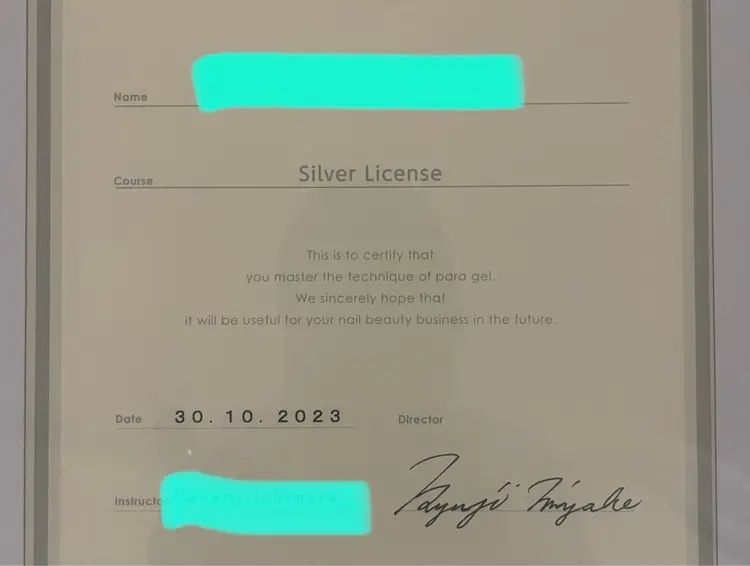 Name
Course Silver License
This is to certify that
you master the technique of para gel.
We sincerely hope that
it will be useful for your nail beauty business in the future.
Date 30.10.2023 Director